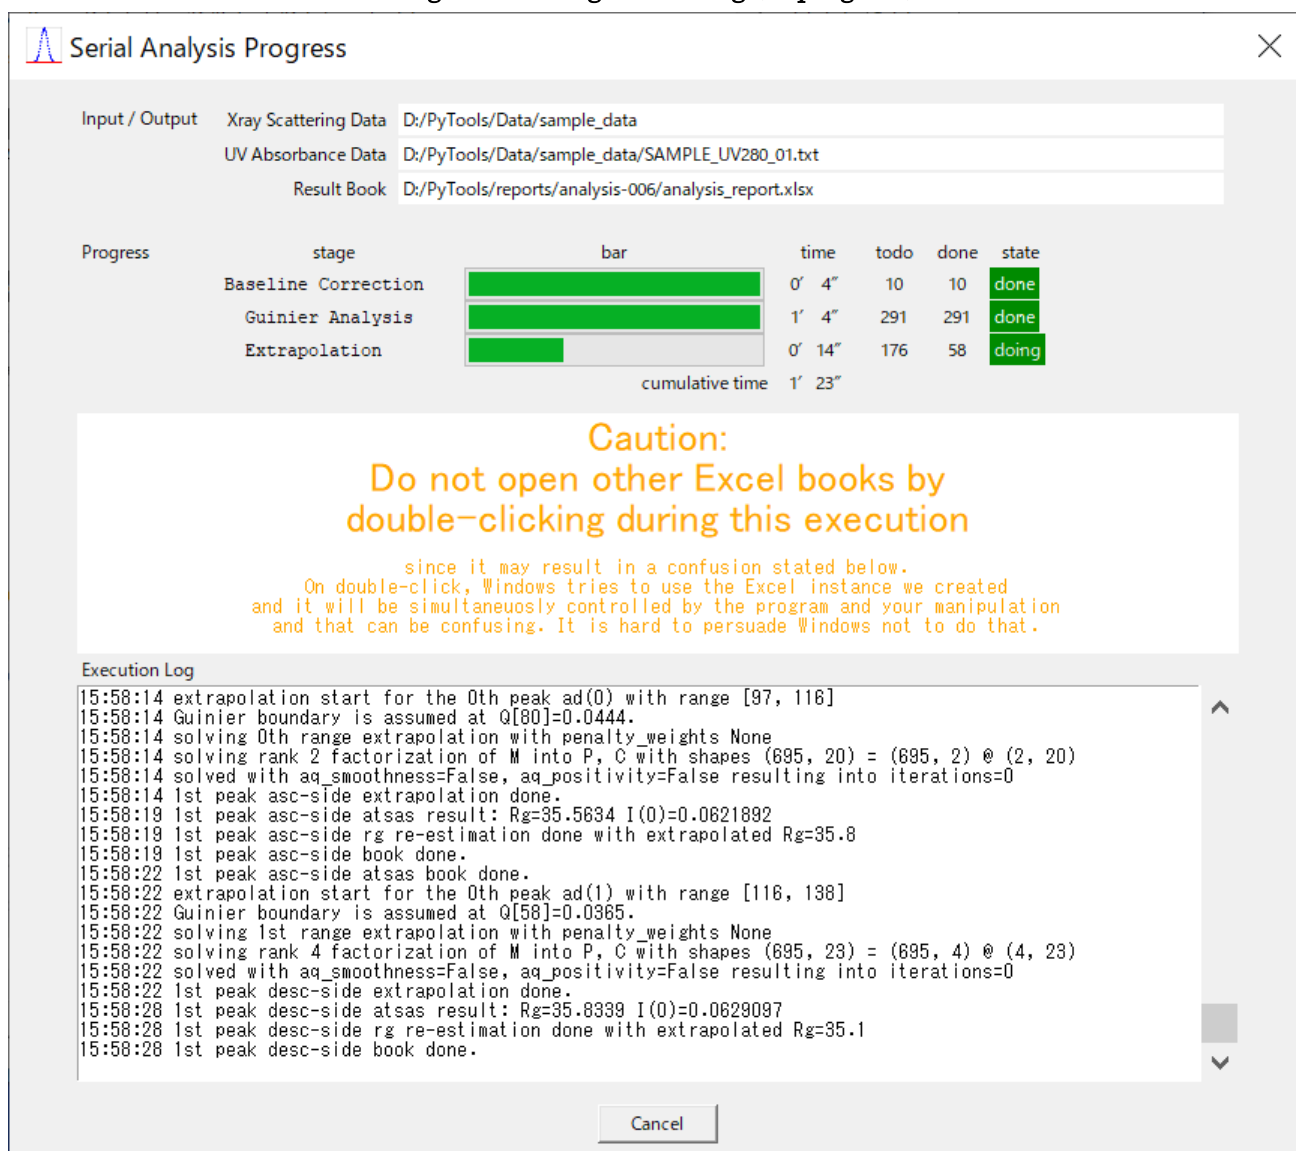 Serial Analysis Progress
Input / Output Xray Scattering Data D:/PyTools/Data/sample_data
UV Absorbance Data D:/PyTools/Data/sample_data/SAMPLE_UV280_01.txt
Result Book D:/PyTools/reports/analysis-006/analysis_report.xlsx
Progress stage bar time todo done state
Baseline Correction 0′ 4″ 10 10 done
Guinier Analysis 1′ 4″ 291 291 done
Extrapolation 0′ 14″ 176 58 doing
cumulative time 1′ 23″
Caution:
Do not open other Excel books by
double-clicking during this execution
since it may result in a confusion stated below.
On double-click, Windows tries to use the Excel instance we created
and it will be simultaneuosly controlled by the program and your manipulation
and that can be confusing. It is hard to persuade Windows not to do that.
Execution Log
15:58:14 extrapolation start for the 0th peak ad(0) with range [97, 116]
15:58:14 Guinier boundary is assumed at Q[80]=0.0444.
15:58:14 solving 0th range extrapolation with penalty_weights None
15:58:14 solving rank 2 factorization of M into P, C with shapes (695, 20) = (695, 2) @ (2, 20)
15:58:14 solved with aq_smoothness=False, aq_positivity=False resulting into iterations=0
15:58:14 1st peak asc-side extrapolation done.
15:58:19 1st peak asc-side atsas result: Rg=35.5634 I(0)=0.0621892
15:58:19 1st peak asc-side rg re-estimation done with extrapolated Rg=35.8
15:58:19 1st peak asc-side book done.
15:58:22 1st peak asc-side atsas book done.
15:58:22 extrapolation start for the 0th peak ad(1) with range [116, 138]
15:58:22 Guinier boundary is assumed at Q[58]=0.0365.
15:58:22 solving 1st range extrapolation with penalty_weights None
15:58:22 solving rank 4 factorization of M into P, C with shapes (695, 23) = (695, 4) @ (4, 23)
15:58:22 solved with aq_smoothness=False, aq_positivity=False resulting into iterations=0
15:58:22 1st peak desc-side extrapolation done.
15:58:28 1st peak desc-side atsas result: Rg=35.8339 I(0)=0.0629097
15:58:28 1st peak desc-side rg re-estimation done with extrapolated Rg=35.1
15:58:28 1st peak desc-side book done.
Cancel